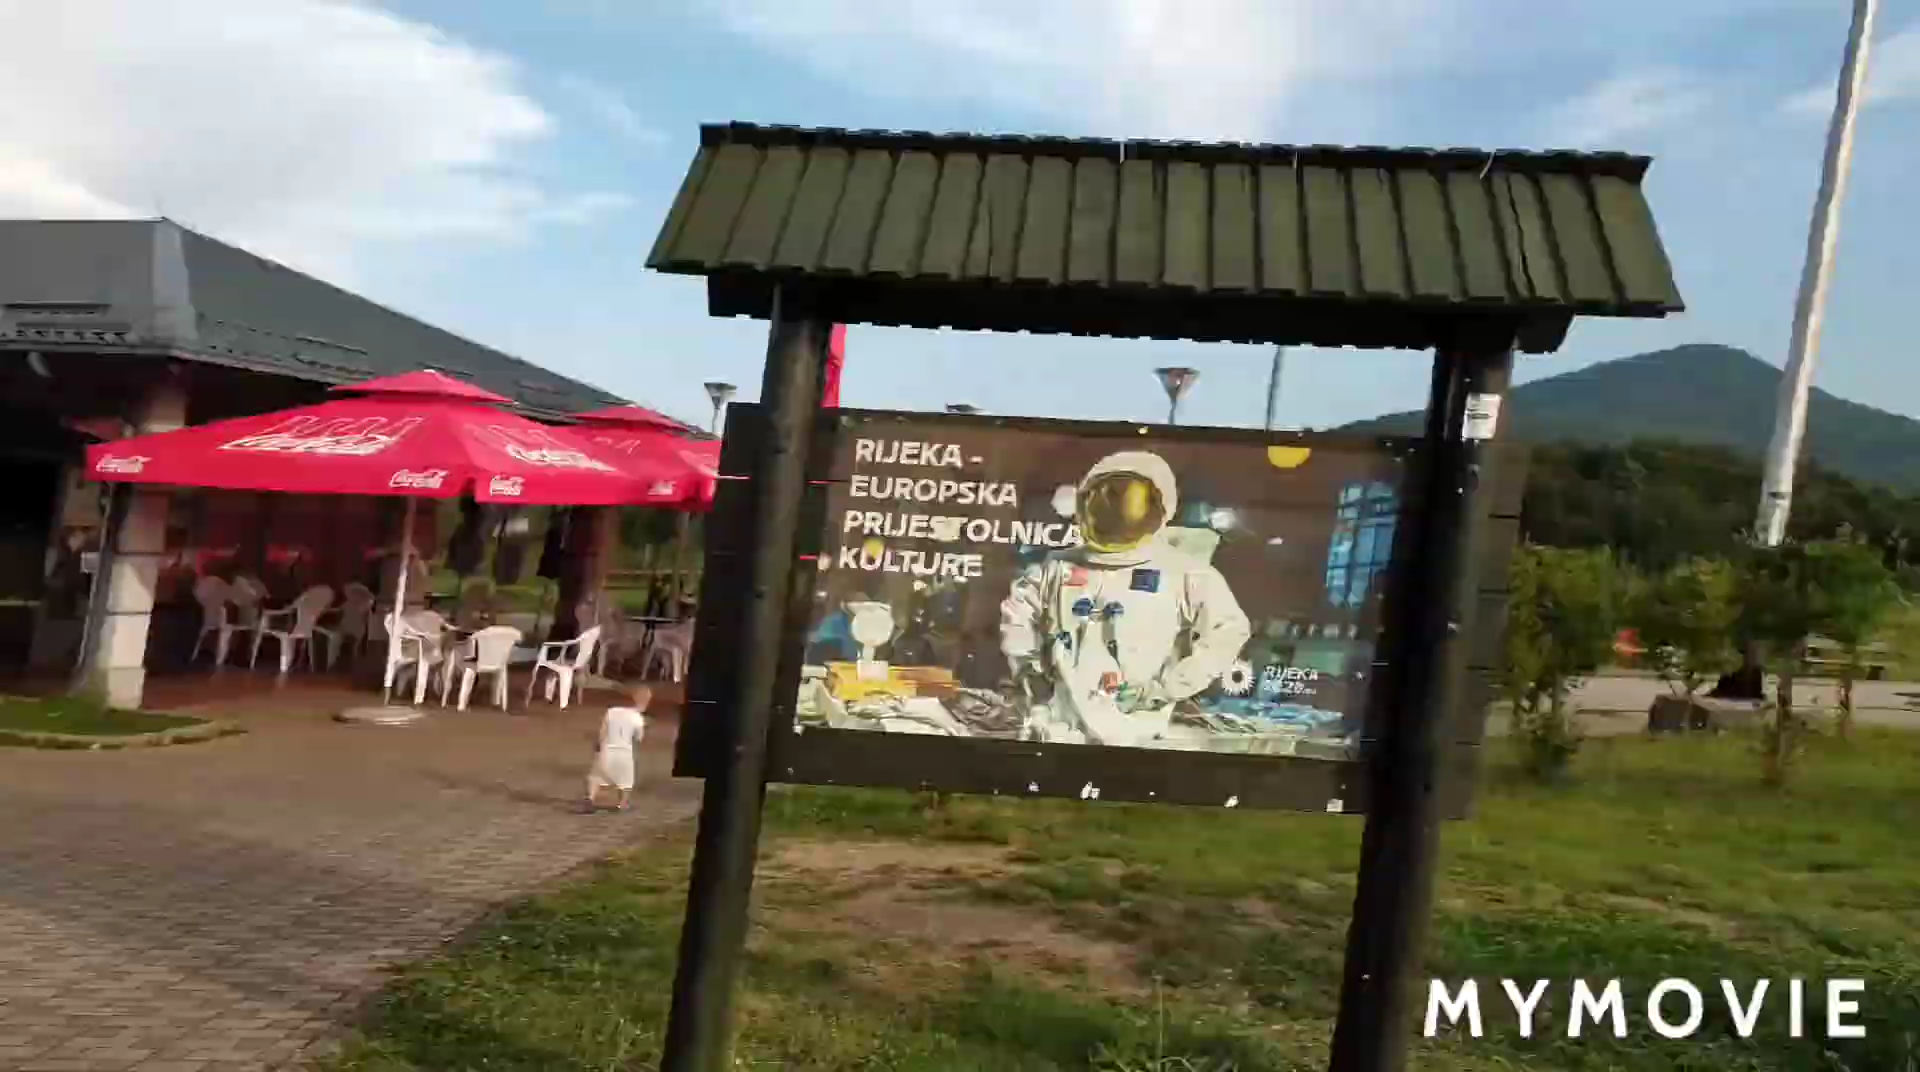 RIJEKA -
EUROPSKA
PRIJESTOLNICA
KULTURE
RIJEKA
Coca-Cola
Coca-Cola
Coca-Cola
MYMOVIE